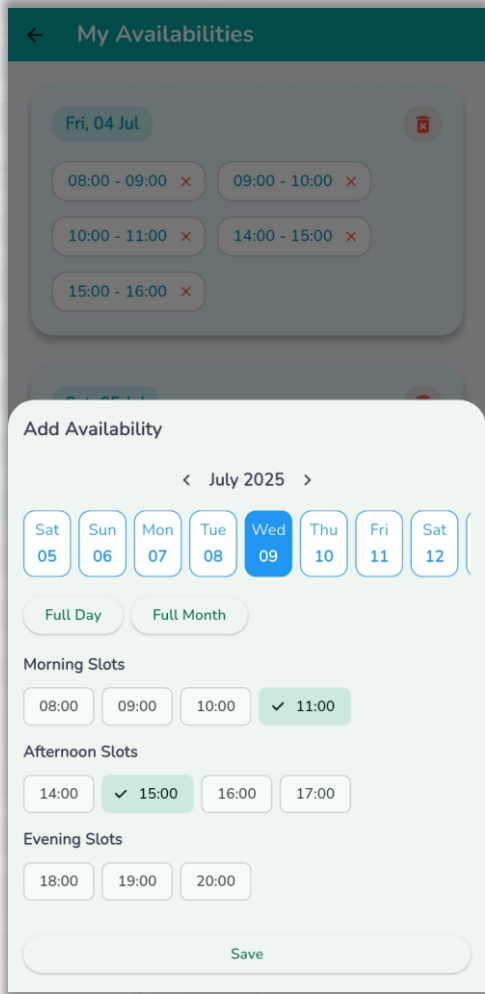 My Availabilities
Fri, 04 Jul
08:00 - 09:00 09:00 - 10:00
10:00 - 11:00 14:00 - 15:00
15:00 - 16:00
Add Availability
July 2025
Sat Sun Mon Tue Wed Thu Fri Sat
05 06 07 08 09 10 11 12
Full Day Full Month
Morning Slots
08:00 09:00 10:00 11:00
Afternoon Slots
14:00 15:00 16:00 17:00
Evening Slots
18:00 19:00 20:00
Save